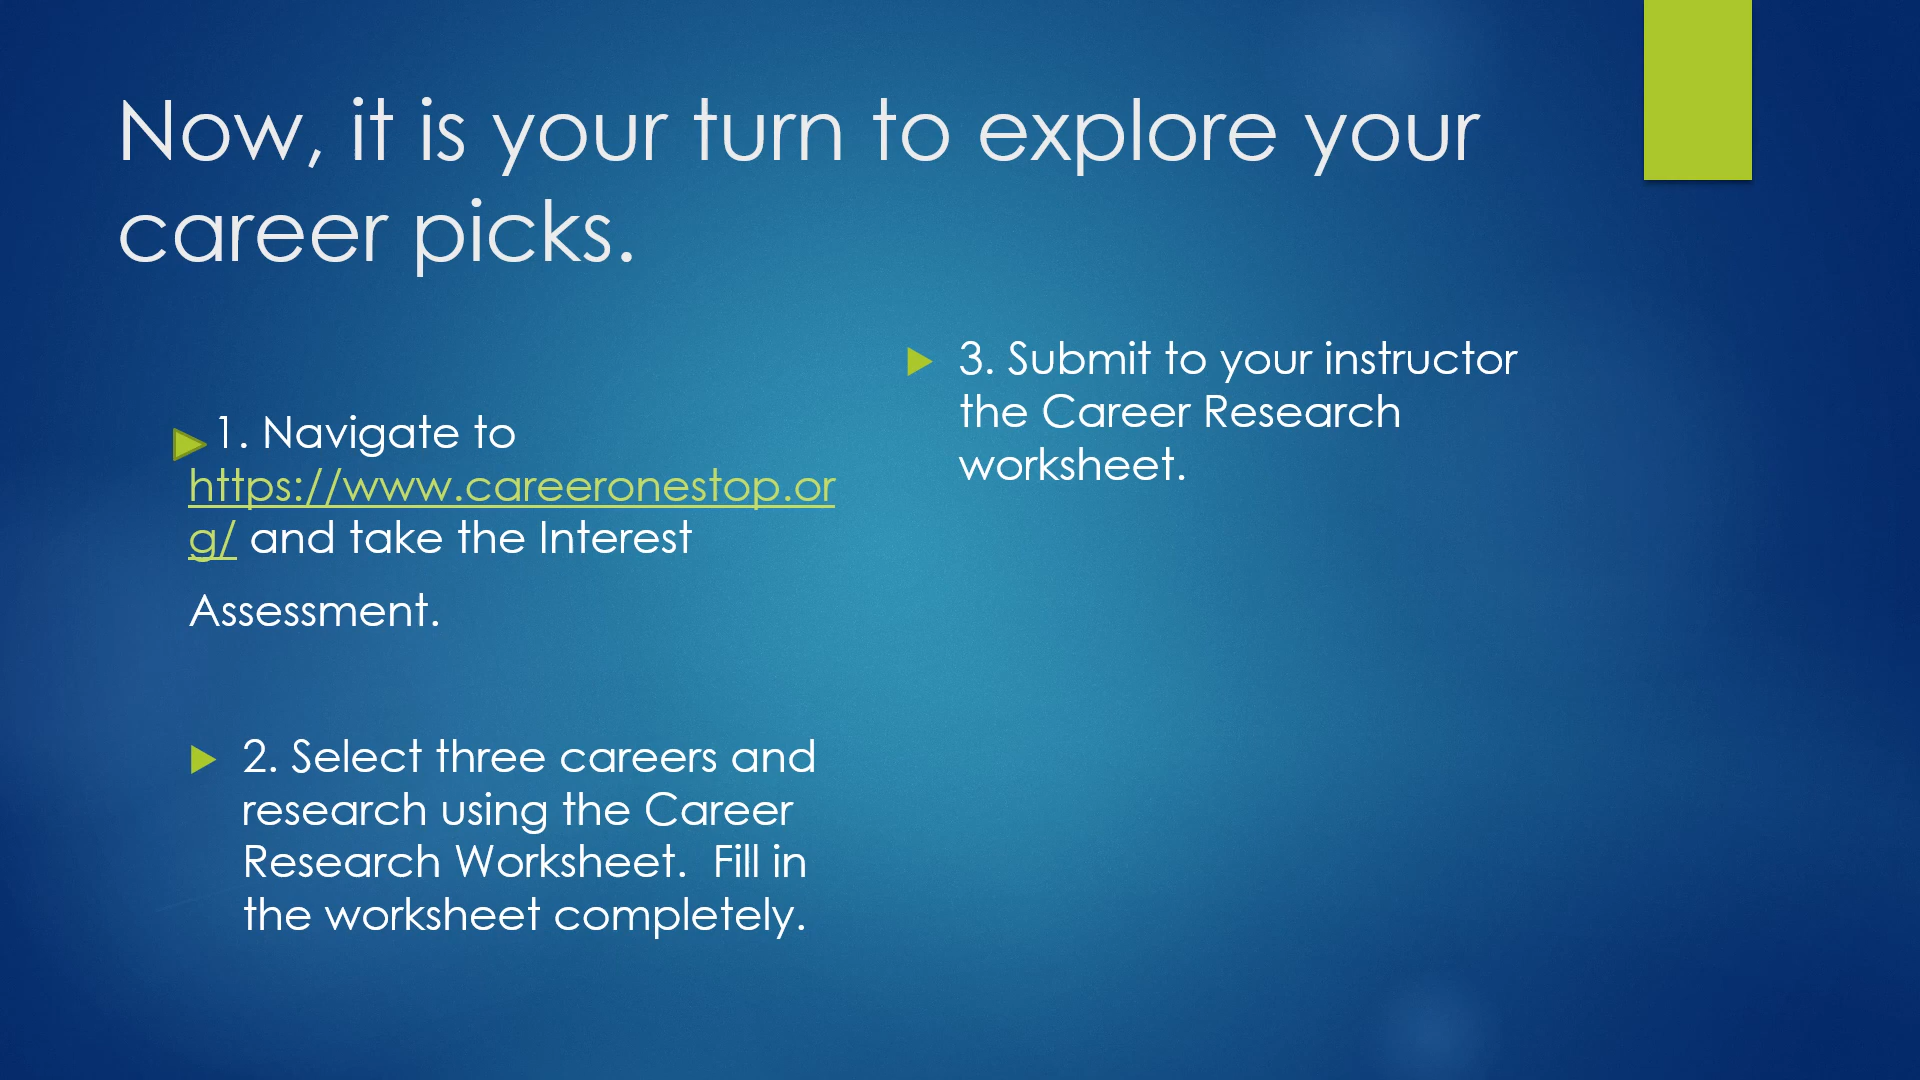 Now, it is your turn to explore your
career picks.
1. Navigate to
https://www.careeronestop.or
g/ and take the Interest
Assessment.
2. Select three careers and
research using the Career
Research Worksheet.  Fill in
the worksheet completely.
3. Submit to your instructor
the Career Research
worksheet.